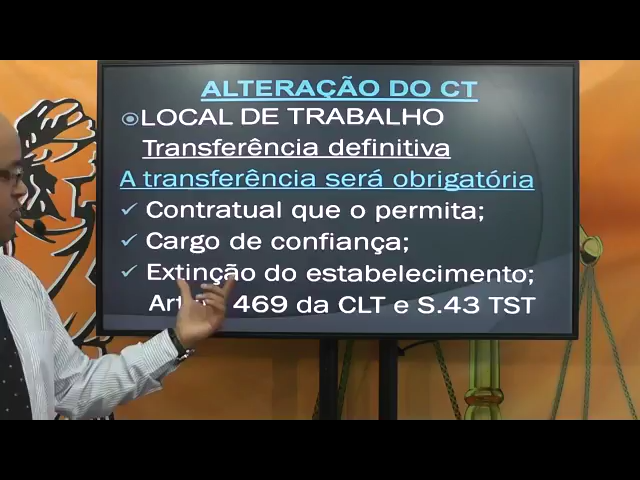 ALTERAÇÃO DO CT
LOCAL DE TRABALHO
Transferência definitiva
A transferência será obrigatória
Contratual que o permita;
Cargo de confiança;
Extinção do estabelecimento;
469 da CLT e S.43 TST